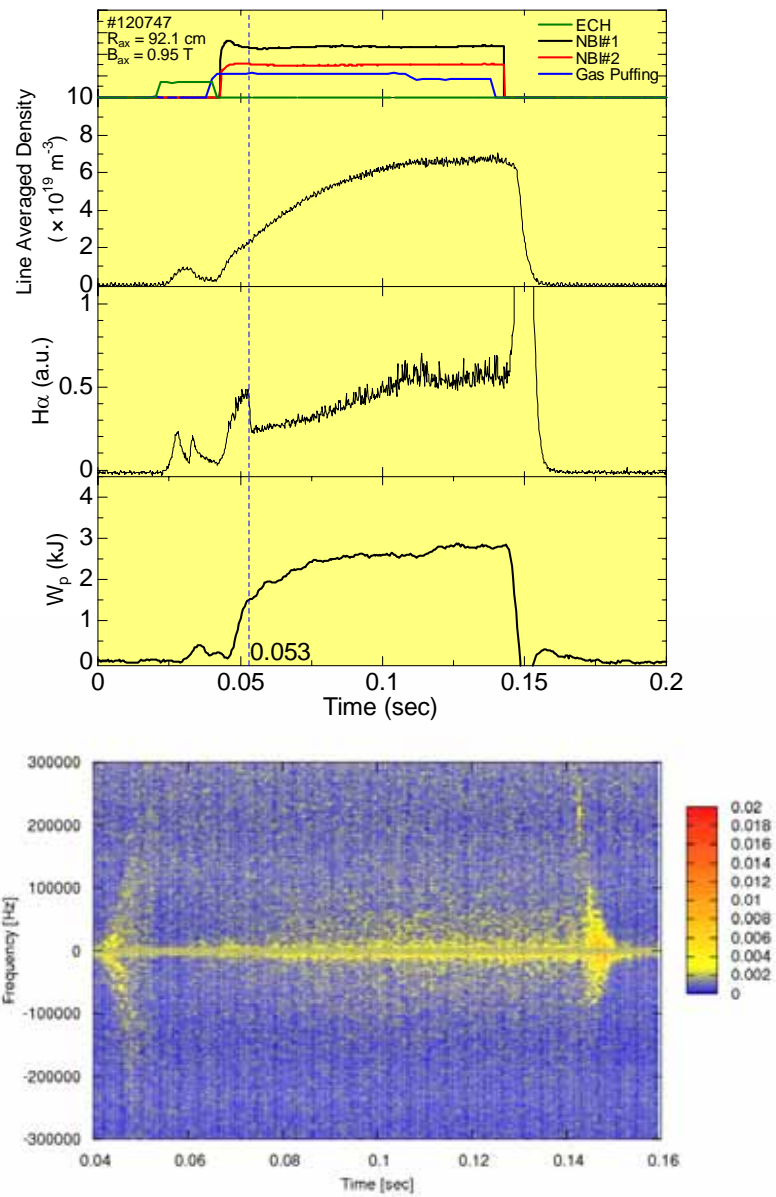 #120747
R_ax = 92.1 cm
B_ax = 0.95 T
ECH
NBI#1
NBI#2
Gas Puffing
Line Averaged Density
( × 10^19 m^-3 )
10
8
6
4
2
0
Hα (a.u.)
1
0.5
0
W_p (kJ)
4
3
2
1
0
0.053
0 0.05 0.1 0.15 0.2
Time (sec)
Frequency [Hz]
300000
200000
100000
0
-100000
-200000
-300000
0.04 0.06 0.08 0.1 0.12 0.14 0.16
Time [sec]
0.02
0.018
0.016
0.014
0.012
0.01
0.008
0.006
0.004
0.002
0